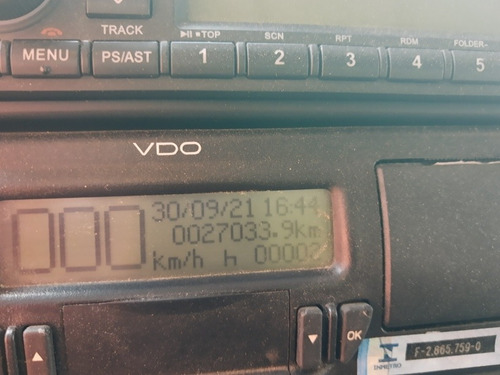 TRACK
MENU PS/AST
▶II ■TOP SCN RPT RDM FOLDER-
1 2 3 4 5
VDO
000
30/09/21 16:44
0027033.9km
km/h h 00002
OK
INMETRO
F-2.865.759-0